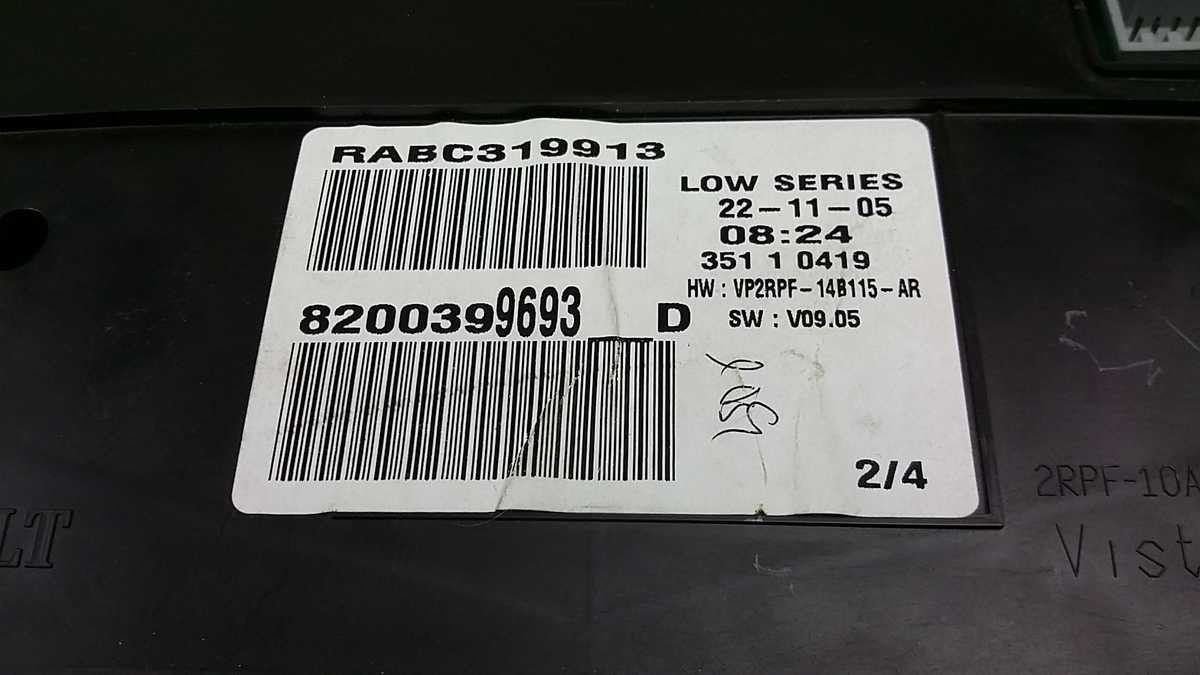 RABC319913
LOW SERIES
22-11-05
08:24
351 1 0419
HW : VP2RPF-14B115-AR
SW : V09.05
8200399693__D
2/4
2RPF-10A
Vist
LT